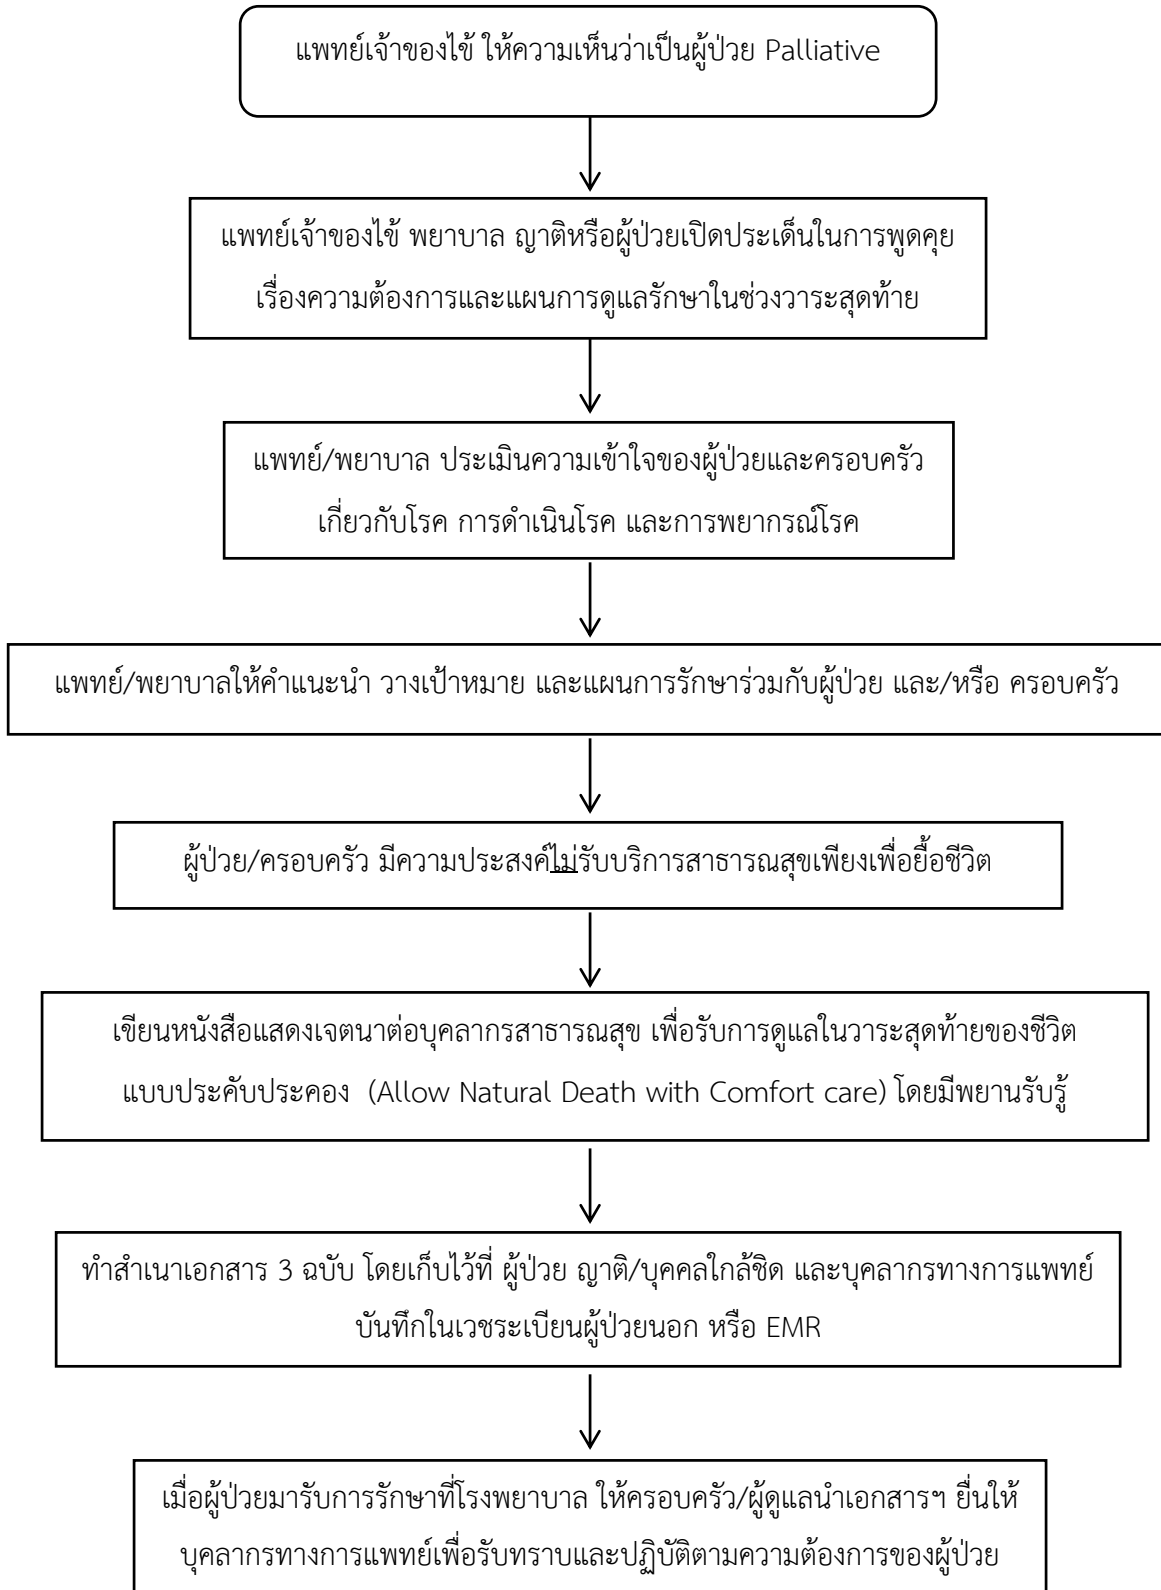 แพทย์เจ้าของไข้ ให้ความเห็นว่าเป็นผู้ป่วย Palliative
แพทย์เจ้าของไข้ พยาบาล ญาติหรือผู้ป่วยเปิดประเด็นในการพูดคุย
เรื่องความต้องการและแผนการดูแลรักษาในช่วงวาระสุดท้าย
แพทย์/พยาบาล ประเมินความเข้าใจของผู้ป่วยและครอบครัว
เกี่ยวกับโรค การดำเนินโรค และการพยากรณ์โรค
แพทย์/พยาบาลให้คำแนะนำ วางเป้าหมาย และแผนการรักษาร่วมกับผู้ป่วย และ/หรือ ครอบครัว
ผู้ป่วย/ครอบครัว มีความประสงค์ไม่รับบริการสาธารณสุขเพียงเพื่อยื้อชีวิต
เขียนหนังสือแสดงเจตนาต่อบุคลากรสาธารณสุข เพื่อรับการดูแลในวาระสุดท้ายของชีวิต
แบบประคับประคอง (Allow Natural Death with Comfort care) โดยมีพยานรับรู้
ทำสำเนาเอกสาร 3 ฉบับ โดยเก็บไว้ที่ ผู้ป่วย ญาติ/บุคคลใกล้ชิด และบุคลากรทางการแพทย์
บันทึกในเวชระเบียนผู้ป่วยนอก หรือ EMR
เมื่อผู้ป่วยมารับการรักษาที่โรงพยาบาล ให้ครอบครัว/ผู้ดูแลนำเอกสารฯ ยื่นให้
บุคลากรทางการแพทย์เพื่อรับทราบและปฏิบัติตามความต้องการของผู้ป่วย